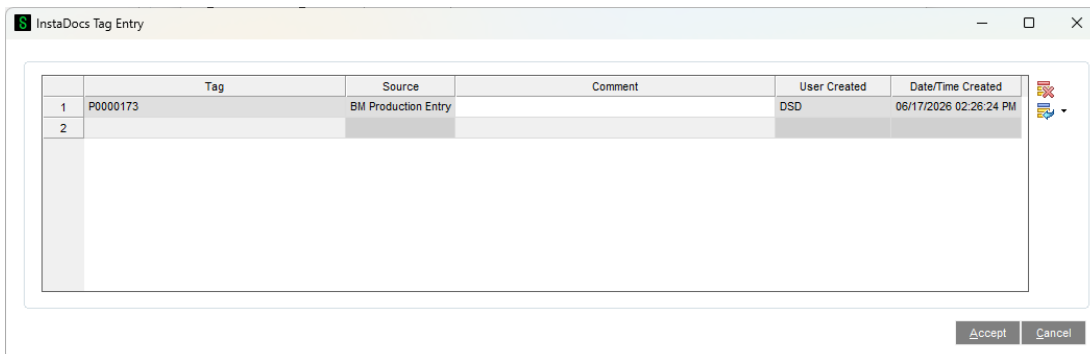 S InstaDocs Tag Entry
Tag Source Comment User Created Date/Time Created
1 P0000173 BM Production Entry DSD 06/17/2026 02:26:24 PM
2
Accept Cancel